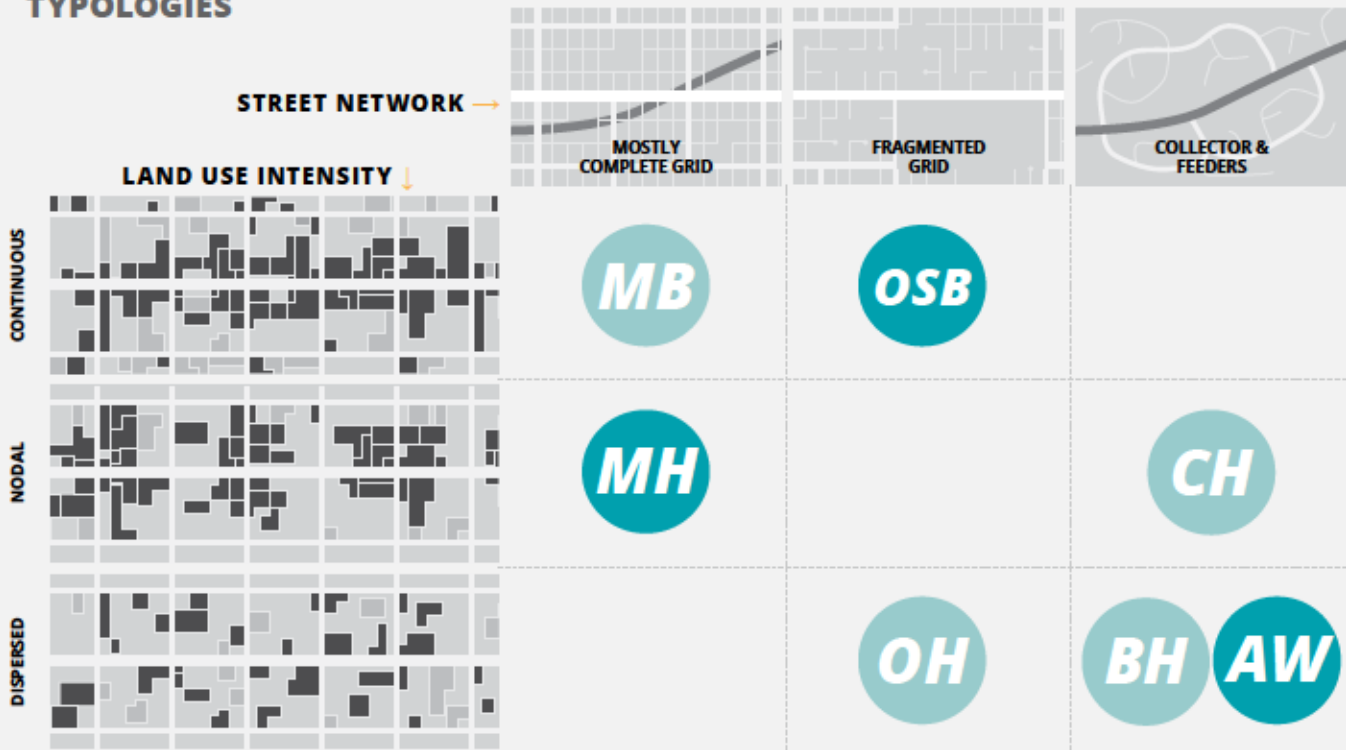 TYPOLOGIES
STREET NETWORK →
LAND USE INTENSITY ↓
MOSTLY
COMPLETE GRID
FRAGMENTED
GRID
COLLECTOR &
FEEDERS
CONTINUOUS
MB
OSB
NODAL
MH
CH
DISPERSED
OH
BH
AW